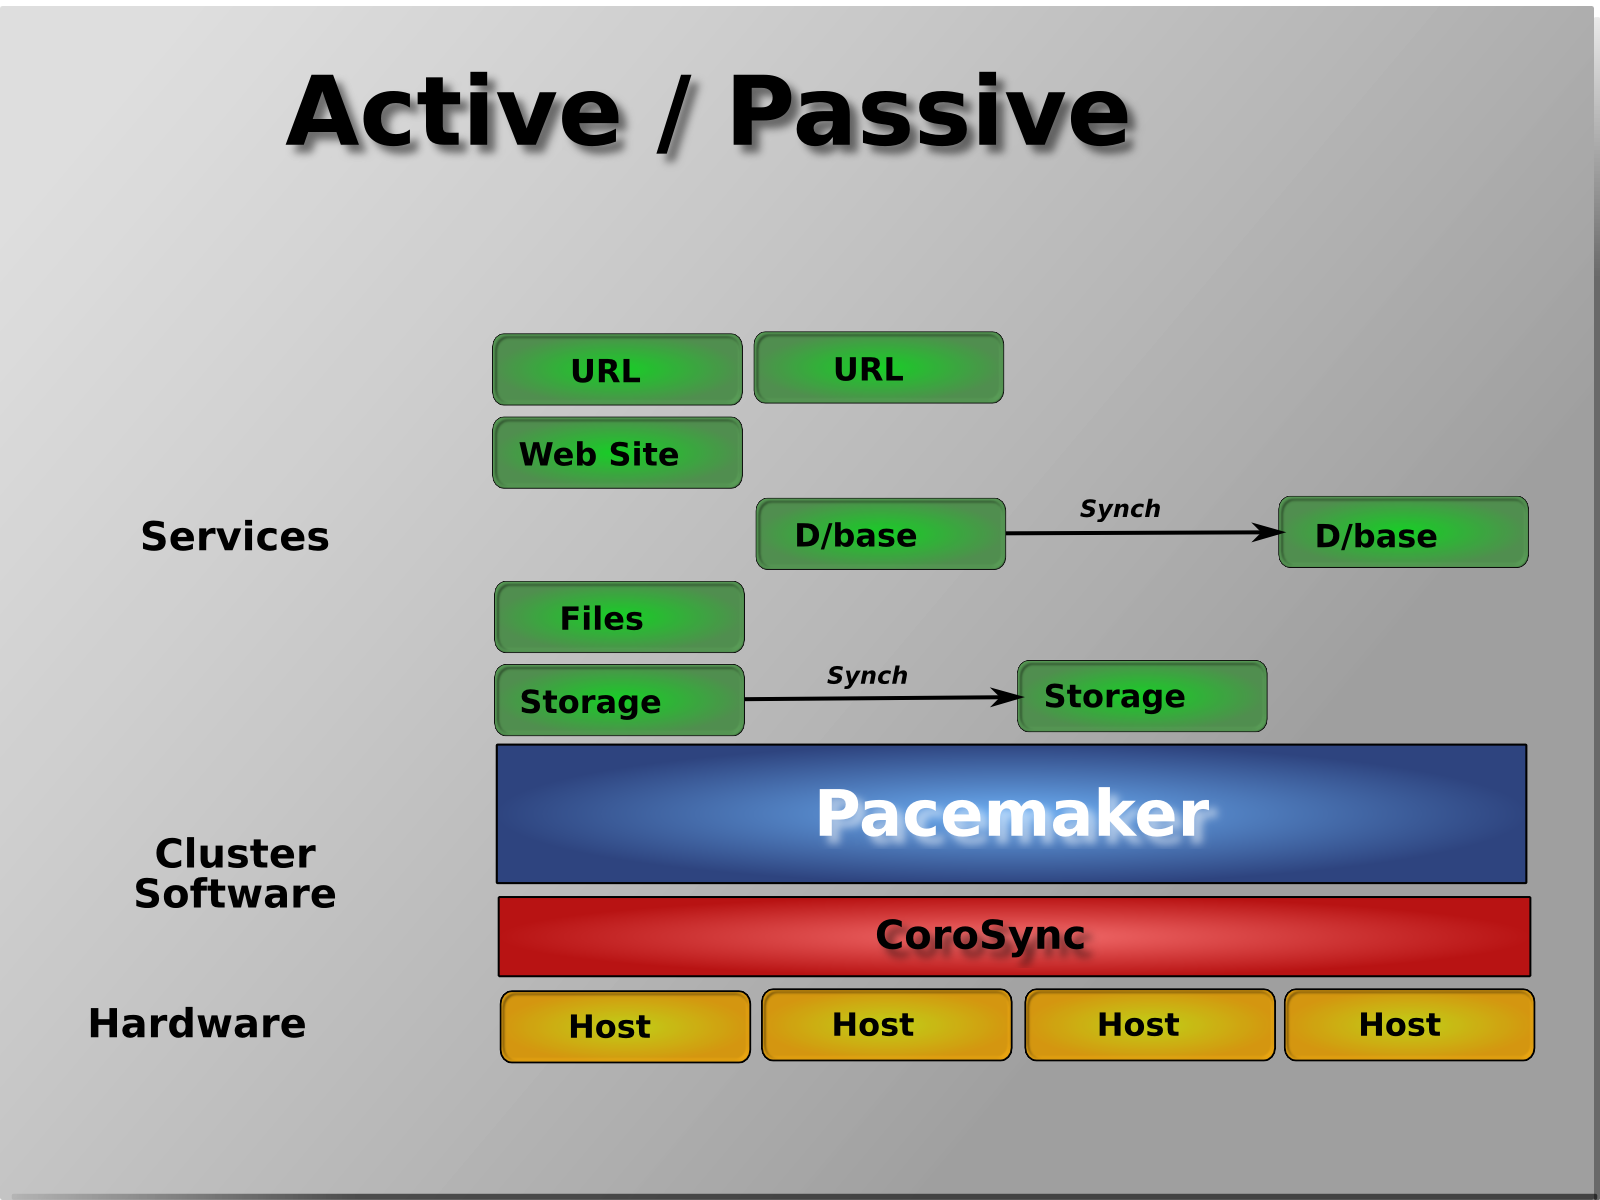 Active / Passive
URL
URL
Web Site
Services
D/base
Synch
D/base
Files
Storage
Synch
Storage
Pacemaker
Cluster
Software
CoroSync
Hardware
Host
Host
Host
Host